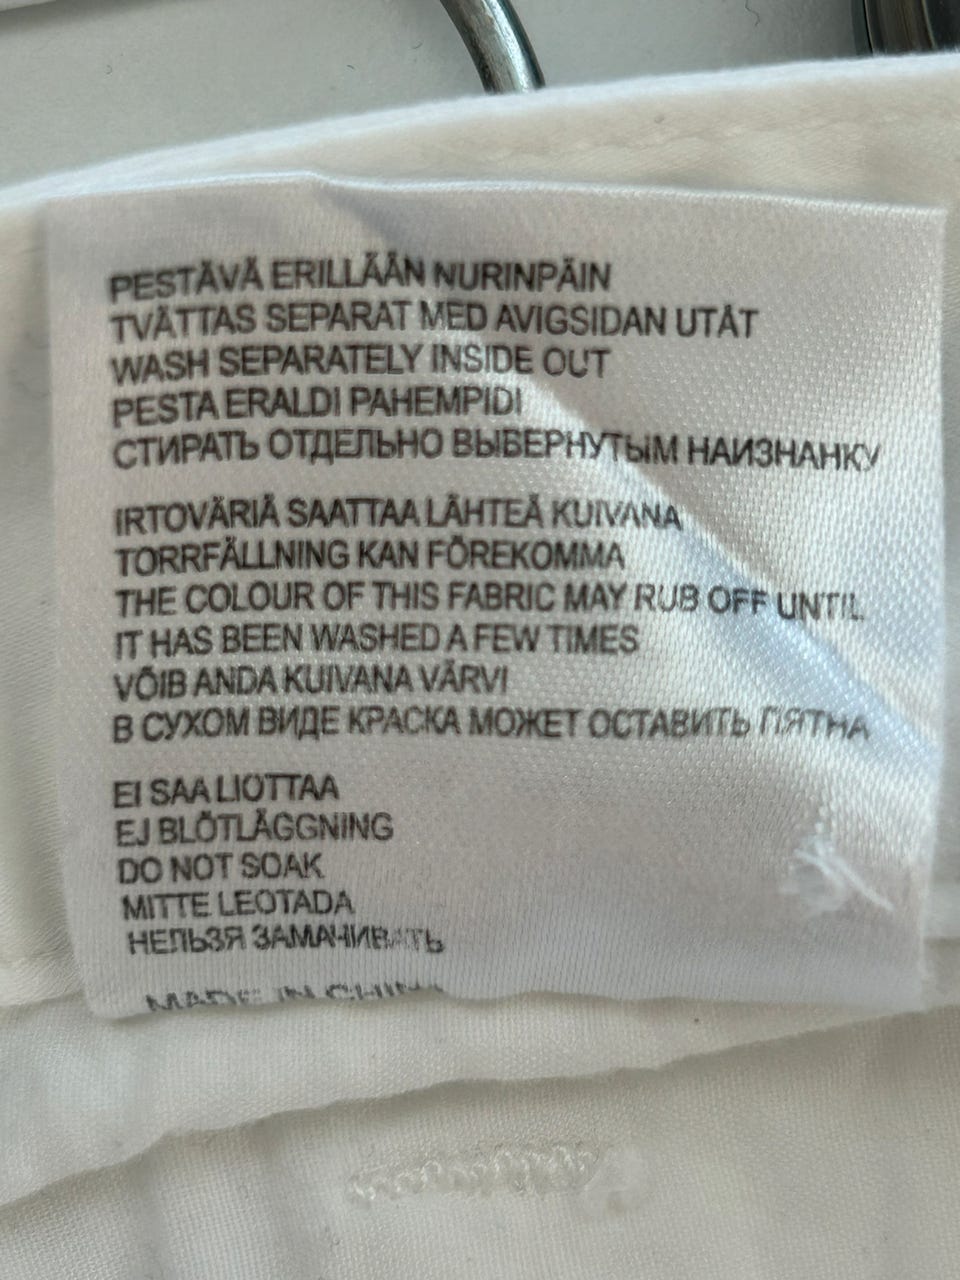 PESTÄVÄ ERILLÄÄN NURINPÄIN
TVÄTTAS SEPARAT MED AVIGSIDAN UTÅT
WASH SEPARATELY INSIDE OUT
PESTA ERALDI PAHEMPIDI
СТИРАТЬ ОТДЕЛЬНО ВЫВЕРНУТЫМ НАИЗНАНКУ
IRTOVÄRIÄ SAATTAA LÄHTEÄ KUIVANA
TORRFÄLLNING KAN FÖREKOMMA
THE COLOUR OF THIS FABRIC MAY RUB OFF UNTIL
IT HAS BEEN WASHED A FEW TIMES
VÕIB ANDA KUIVANA VÄRVI
В СУХОМ ВИДЕ КРАСКА МОЖЕТ ОСТАВИТЬ ПЯТНА
EI SAA LIOTTAA
EJ BLÖTLÄGGNING
DO NOT SOAK
MITTE LEOTADA
НЕЛЬЗЯ ЗАМАЧИВАТЬ
MADE IN CHINA